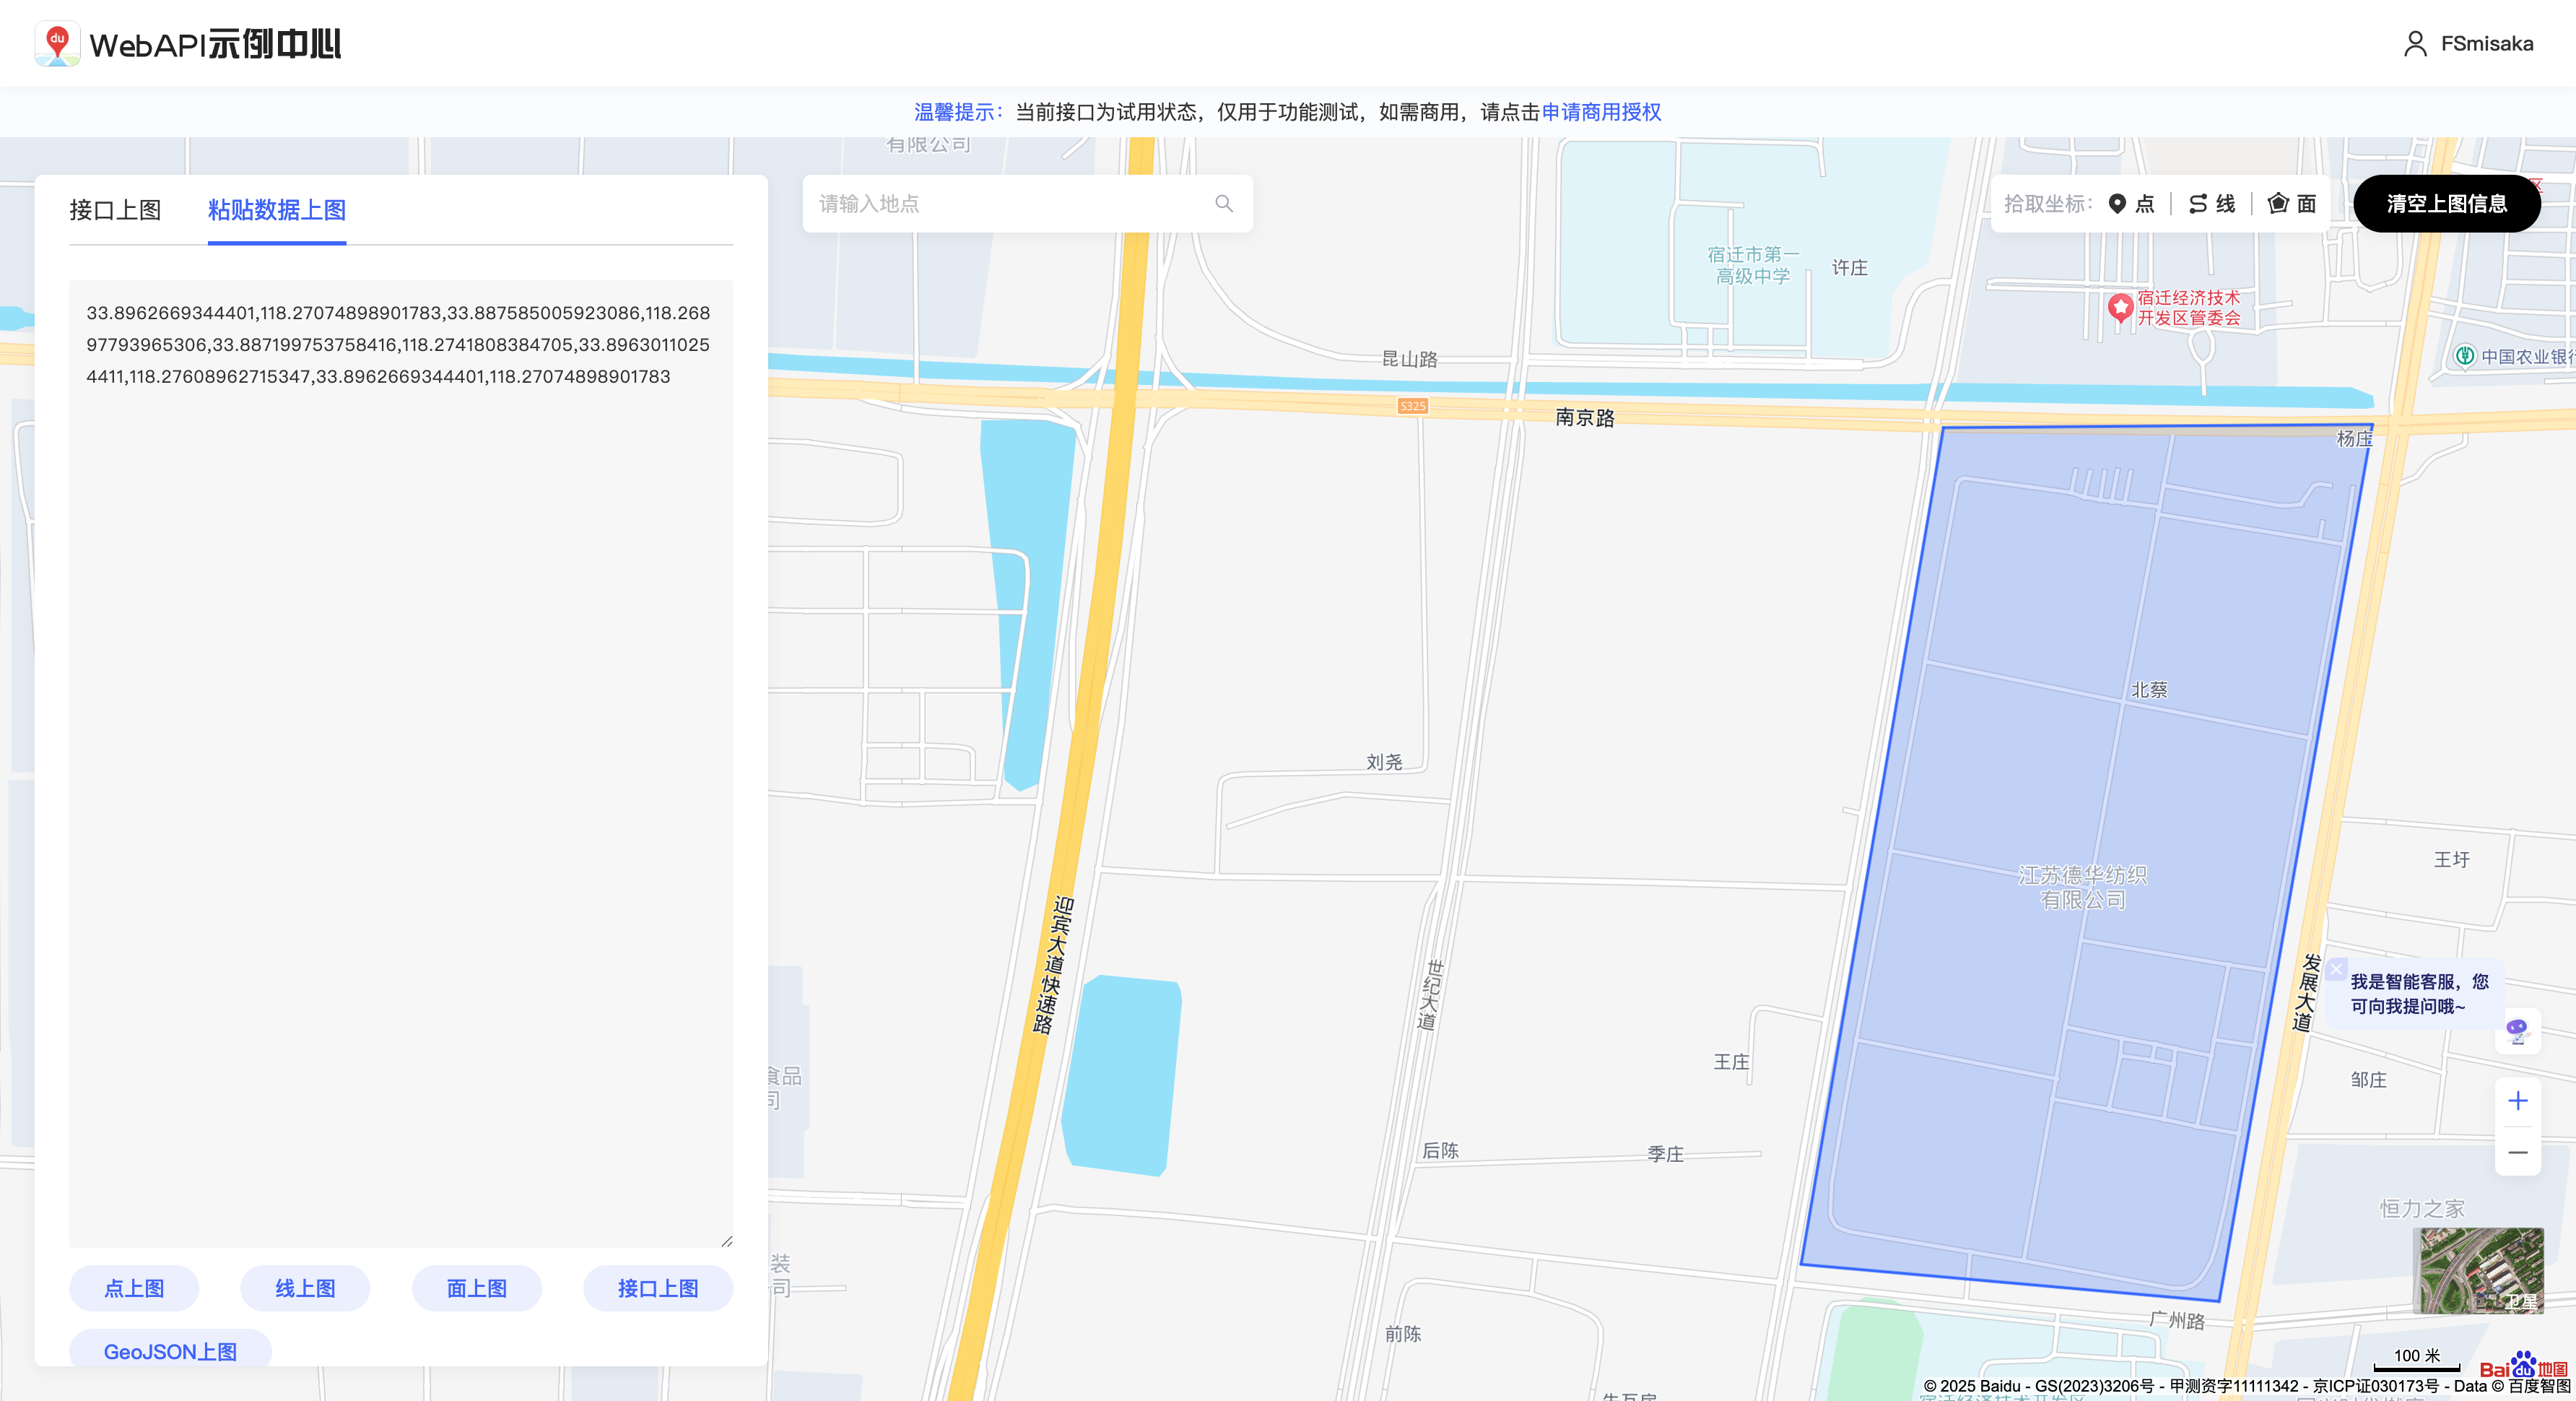 du WebAPI示例中心
FSmisaka
温馨提示：当前接口为试用状态，仅用于功能测试，如需商用，请点击申请商用授权
有限公司
接口上图
粘贴数据上图
请输入地点
拾取坐标：
点
线
面
清空上图信息
区
33.8962669344401,118.27074898901783,33.887585005923086,118.268
97793965306,33.887199753758416,118.2741808384705,33.8963011025
4411,118.27608962715347,33.8962669344401,118.27074898901783
宿迁市第一
高级中学
许庄
宿迁经济技术
开发区管委会
中国农业银行
昆山路
S325
南京路
杨庄
北蔡
刘尧
王圩
江苏德华纺织
有限公司
迎宾大道快速路
世纪大道
发展大道
我是智能客服，您
可向我提问哦~
王庄
食品
司
邹庄
后陈
季庄
恒力之家
装
司
点上图
线上图
面上图
接口上图
GeoJSON上图
卫星
广州路
前陈
100 米
Bai du 地图
© 2025 Baidu - GS(2023)3206号 - 甲测资字11111342 - 京ICP证030173号 - Data © 百度智图